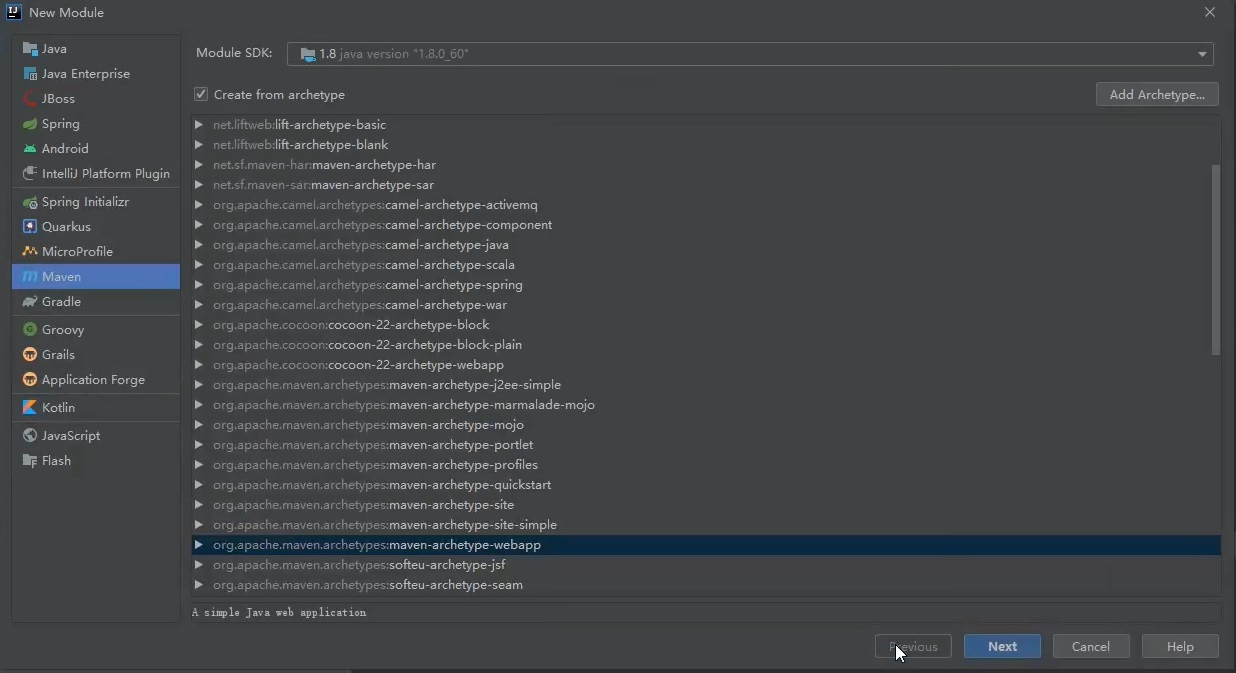 New Module
Java
Java Enterprise
JBoss
Spring
Android
IntelliJ Platform Plugin
Spring Initializr
Quarkus
MicroProfile
Maven
Gradle
Groovy
Grails
Application Forge
Kotlin
JavaScript
Flash
Module SDK:
1.8 java version "1.8.0_60"
Create from archetype
Add Archetype...
net.liftweb:lift-archetype-basic
net.liftweb:lift-archetype-blank
net.sf.maven-har:maven-archetype-har
net.sf.maven-sar:maven-archetype-sar
org.apache.camel.archetypes:camel-archetype-activemq
org.apache.camel.archetypes:camel-archetype-component
org.apache.camel.archetypes:camel-archetype-java
org.apache.camel.archetypes:camel-archetype-scala
org.apache.camel.archetypes:camel-archetype-spring
org.apache.camel.archetypes:camel-archetype-war
org.apache.cocoon:cocoon-22-archetype-block
org.apache.cocoon:cocoon-22-archetype-block-plain
org.apache.cocoon:cocoon-22-archetype-webapp
org.apache.maven.archetypes:maven-archetype-j2ee-simple
org.apache.maven.archetypes:maven-archetype-marmalade-mojo
org.apache.maven.archetypes:maven-archetype-mojo
org.apache.maven.archetypes:maven-archetype-portlet
org.apache.maven.archetypes:maven-archetype-profiles
org.apache.maven.archetypes:maven-archetype-quickstart
org.apache.maven.archetypes:maven-archetype-site
org.apache.maven.archetypes:maven-archetype-site-simple
org.apache.maven.archetypes:maven-archetype-webapp
org.apache.maven.archetypes:softeu-archetype-jsf
org.apache.maven.archetypes:softeu-archetype-seam
A simple Java web application
Previous
Next
Cancel
Help